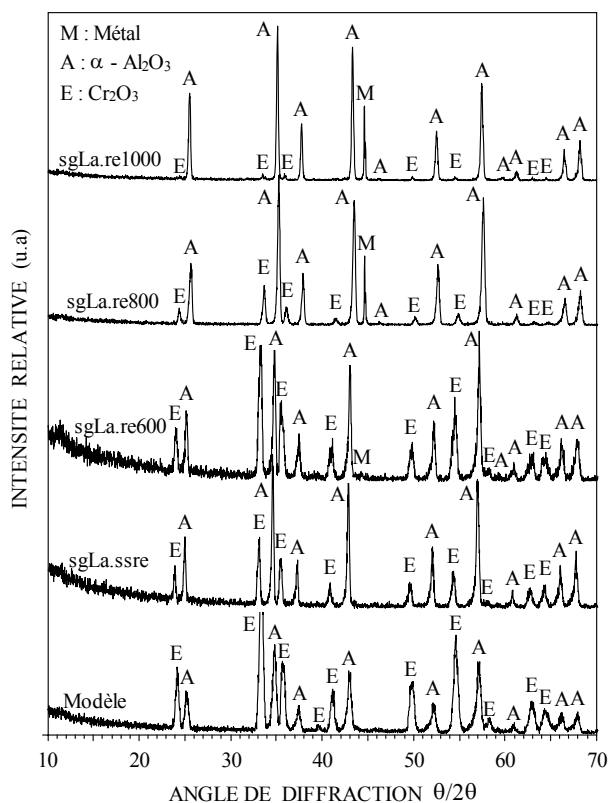 M : Métal
A : α - Al2O3
E : Cr2O3
A
A
A
A
M
A
A
E
E
E
A
E
E
A
A
E
E
A
A
sgLa.re1000
A
A
A
A
M
A
E
E
A
E
E
A
E
E
A
E
E
A
A
sgLa.re800
E
A
A
A
E
A
E
A
E
M
E
A
E
E
A
A
E
E
A
A
sgLa.re600
A
A
A
A
E
E
E
A
E
E
A
E
E
A
E
E
A
A
sgLa.ssre
E
A
E
A
E
A
E
E
A
E
A
E
A
E
A
E
E
A
A
Modèle
10
20
30
40
50
60
70
ANGLE DE DIFFRACTION θ/2θ
INTENSITE RELATIVE (u.a)